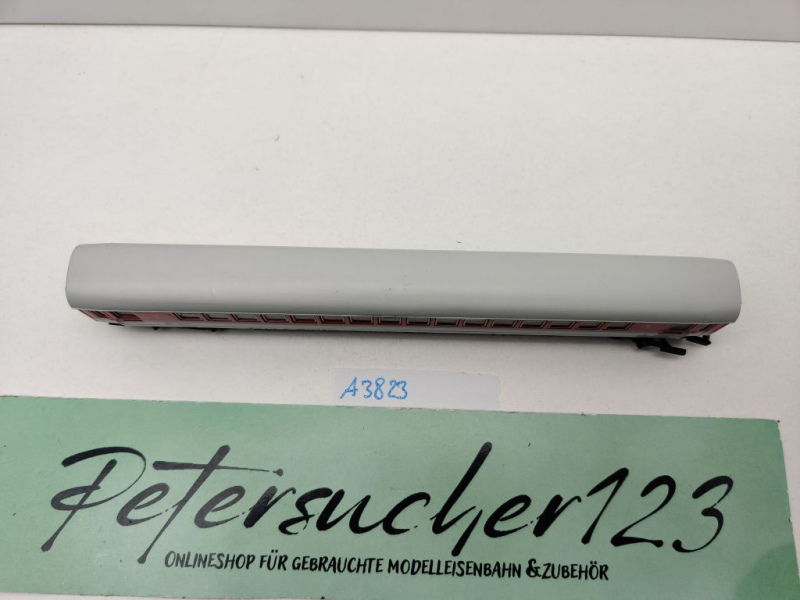 A3823
Petersucher123
ONLINESHOP FÜR GEBRAUCHTE MODELLEISENBAHN &ZUBEHÖR